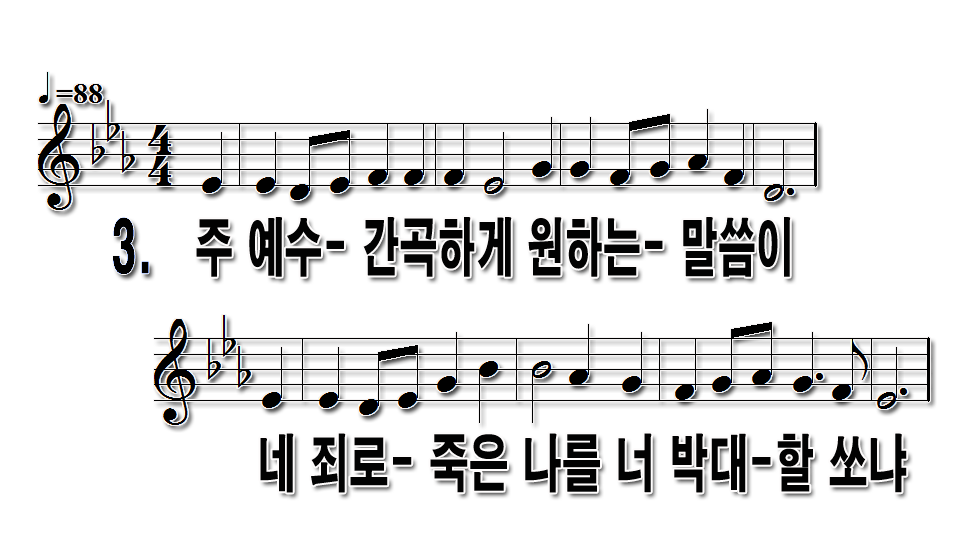 ♩=88
3. 주 예수- 간곡하게 원하는- 말씀이
네 죄로- 죽은 나를 너 박대-할 쏘냐